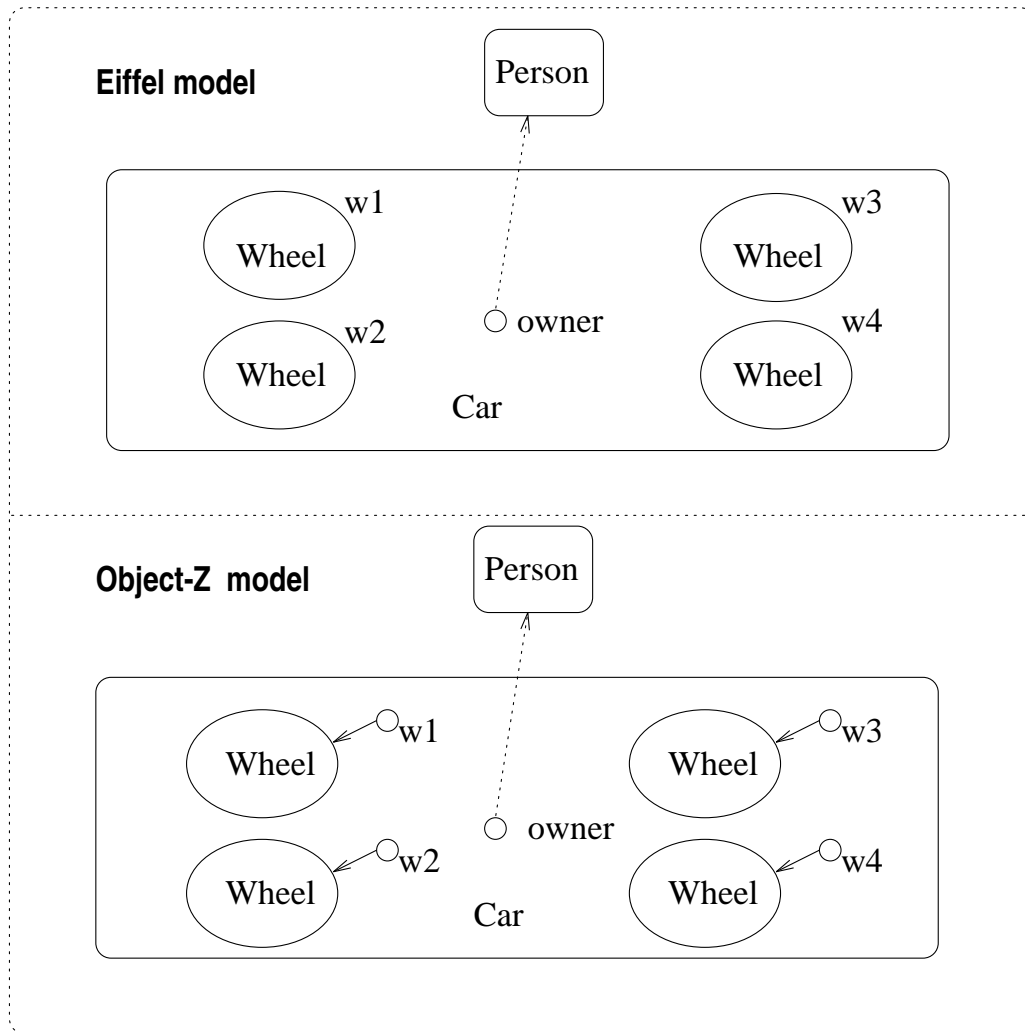 Person
Eiffel model
w1
w3
Wheel
Wheel
owner
w2
w4
Wheel
Wheel
Car
Person
Object-Z model
w1
w3
Wheel
Wheel
owner
w2
w4
Wheel
Wheel
Car